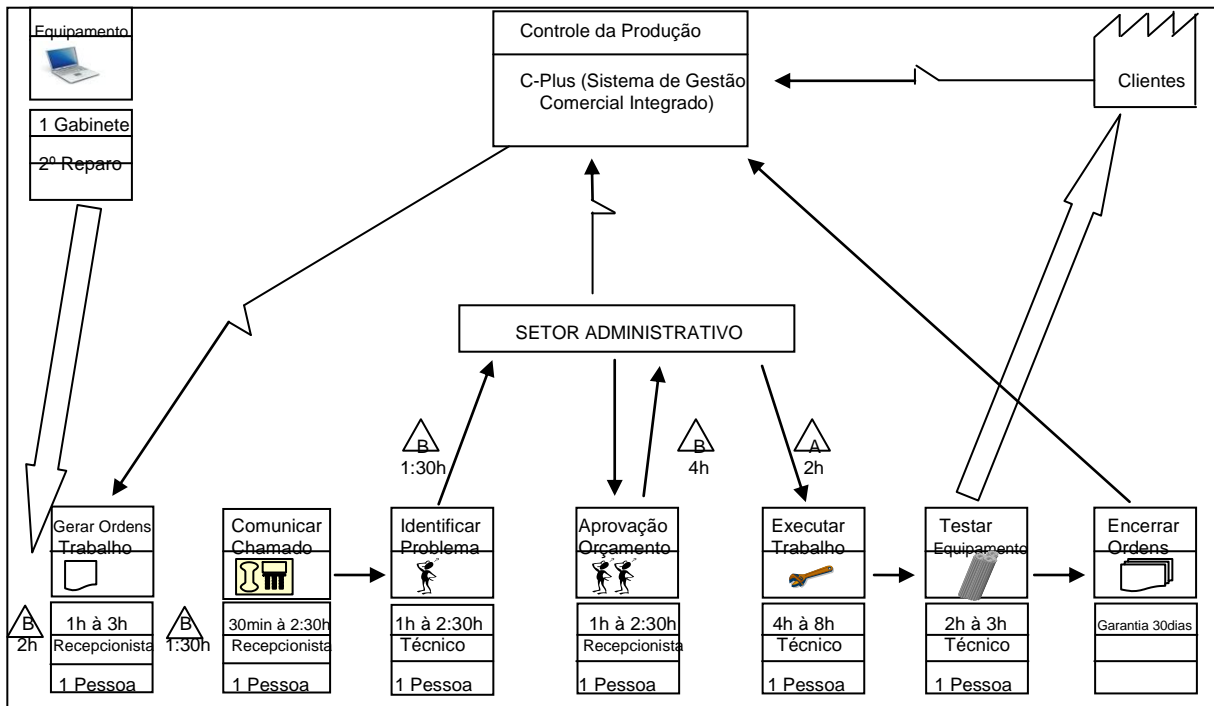 Equipamento
1 Gabinete
2º Reparo
Controle da Produção
C-Plus (Sistema de Gestão
Comercial Integrado)
Clientes
SETOR ADMINISTRATIVO
B
1:30h
B
4h
A
2h
Gerar Ordens
Trabalho
Comunicar
Chamado
Identificar
Problema
Aprovação
Orçamento
Executar
Trabalho
Testar
Equipamento
Encerrar
Ordens
B
2h
1h à 3h
Recepcionista
1 Pessoa
B
1:30h
30min à 2:30h
Recepcionista
1 Pessoa
1h à 2:30h
Técnico
1 Pessoa
1h à 2:30h
Recepcionista
1 Pessoa
4h à 8h
Técnico
1 Pessoa
2h à 3h
Técnico
1 Pessoa
Garantia 30dias